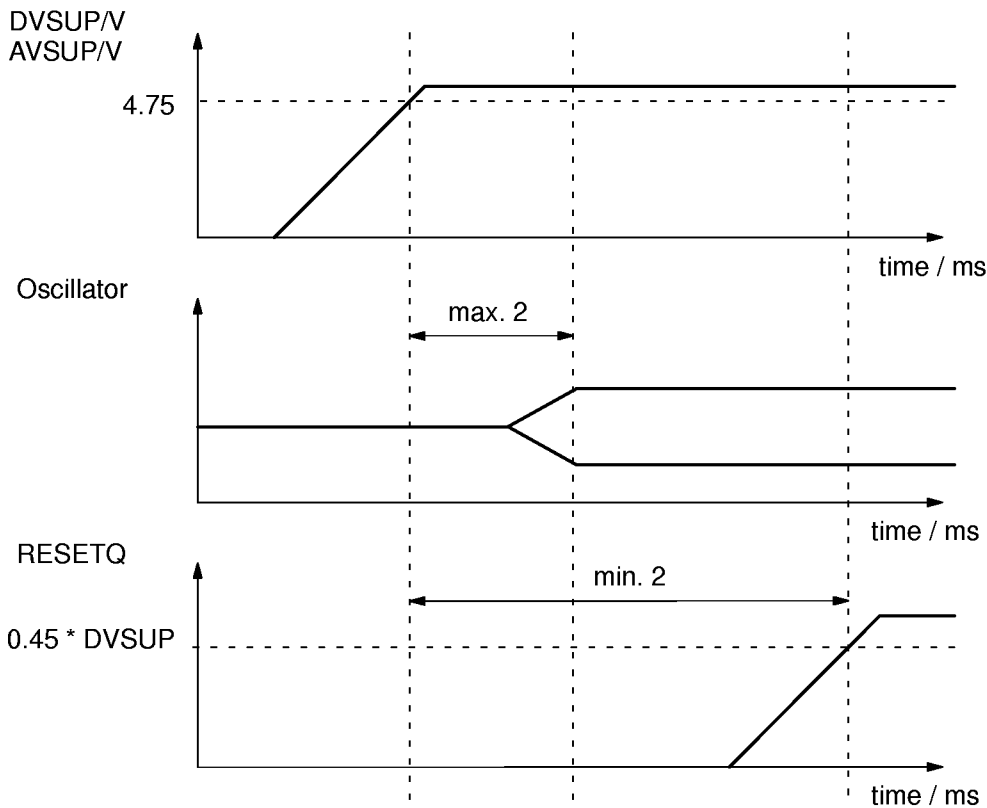 DVSUP/V
AVSUP/V
4.75
time / ms
Oscillator
max. 2
time / ms
RESETQ
min. 2
0.45 * DVSUP
time / ms